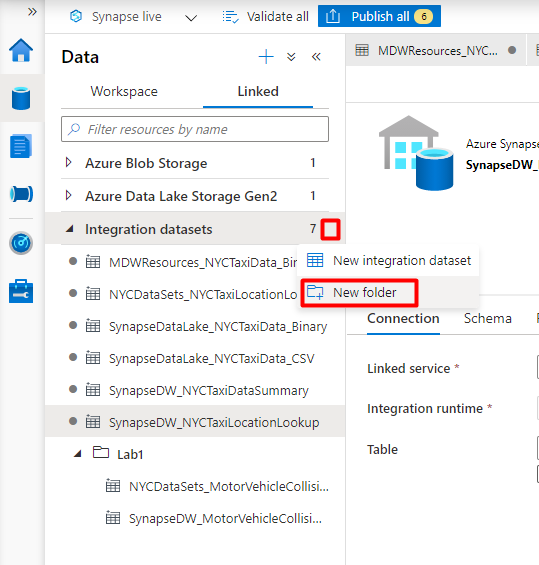 Synapse live
Validate all
Publish all 6
Data
Workspace
Linked
Filter resources by name
Azure Blob Storage 1
Azure Data Lake Storage Gen2 1
Integration datasets 7
MDWResources_NYCTaxiData_Bin
NYCDataSets_NYCTaxiLocationLo
SynapseDataLake_NYCTaxiData_Binary
SynapseDataLake_NYCTaxiData_CSV
SynapseDW_NYCTaxiDataSummary
SynapseDW_NYCTaxiLocationLookup
Lab1
NYCDataSets_MotorVehicleCollisi...
SynapseDW_MotorVehicleCollisi...
New integration dataset
New folder
MDWResources_NYC...
Azure Synaps
SynapseDW_
Connection
Schema
Linked service *
Integration runtime *
Table